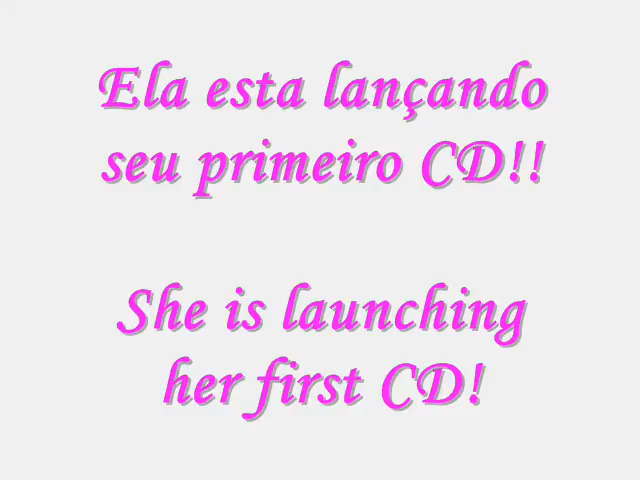 Ela esta lançando
seu primeiro CD!!
She is launching
her first CD!